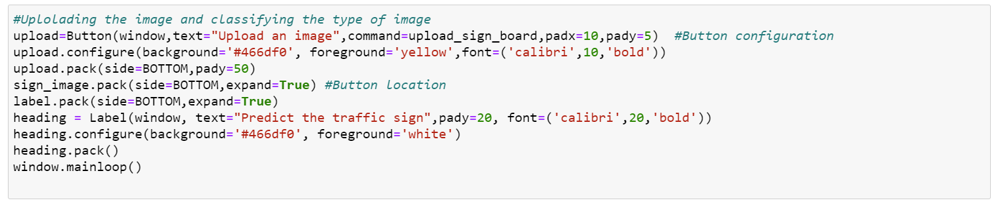 #Uplolading the image and classifying the type of image
upload=Button(window,text="Upload an image",command=upload_sign_board,padx=10,pady=5)  #Button configuration
upload.configure(background='#466df0', foreground='yellow',font=('calibri',10,'bold'))
upload.pack(side=BOTTOM,pady=50)
sign_image.pack(side=BOTTOM,expand=True) #Button location
label.pack(side=BOTTOM,expand=True)
heading = Label(window, text="Predict the traffic sign",pady=20, font=('calibri',20,'bold'))
heading.configure(background='#466df0', foreground='white')
heading.pack()
window.mainloop()